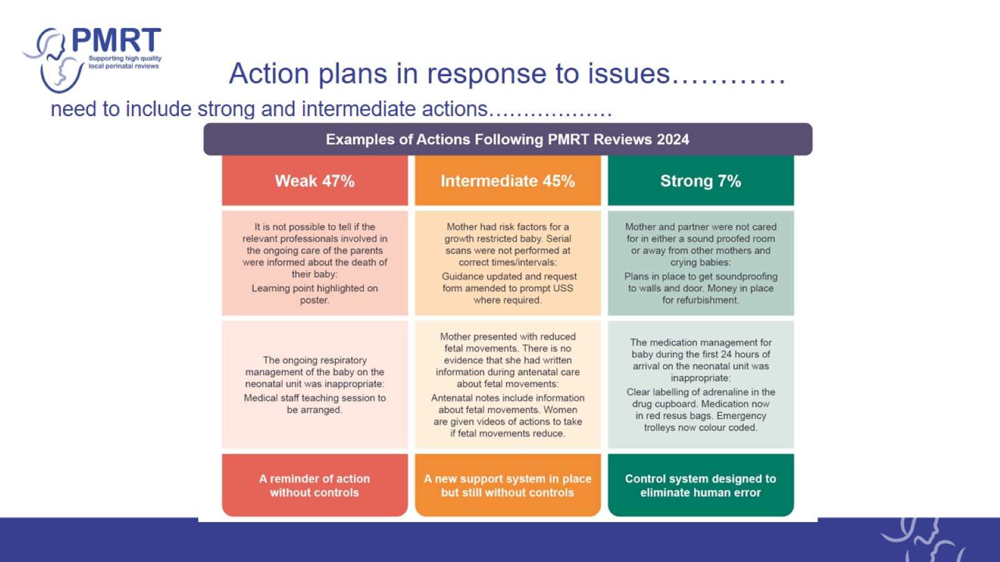 PMRT
Supporting high quality
local perinatal reviews
Action plans in response to issues…………
need to include strong and intermediate actions………………
Examples of Actions Following PMRT Reviews 2024
Weak 47%
It is not possible to tell if the
relevant professionals involved in
the ongoing care of the parents
were informed about the death of
their baby:
Learning point highlighted on
poster.
The ongoing respiratory
management of the baby on the
neonatal unit was inappropriate:
Medical staff teaching session to
be arranged.
A reminder of action
without controls
Intermediate 45%
Mother had risk factors for a
growth restricted baby. Serial
scans were not performed at
correct times/intervals:
Guidance updated and request
form amended to prompt USS
where required.
Mother presented with reduced
fetal movements. There is no
evidence that she had written
information during antenatal care
about fetal movements:
Antenatal notes include information
about fetal movements. Women
are given videos of actions to take
if fetal movements reduce.
A new support system in place
but still without controls
Strong 7%
Mother and partner were not cared
for in either a sound proofed room
or away from other mothers and
crying babies:
Plans in place to get soundproofing
to walls and door. Money in place
for refurbishment.
The medication management for
baby during the first 24 hours of
arrival on the neonatal unit was
inappropriate:
Clear labelling of adrenaline in the
drug cupboard. Medication now
in red resus bags. Emergency
trolleys now colour coded.
Control system designed to
eliminate human error